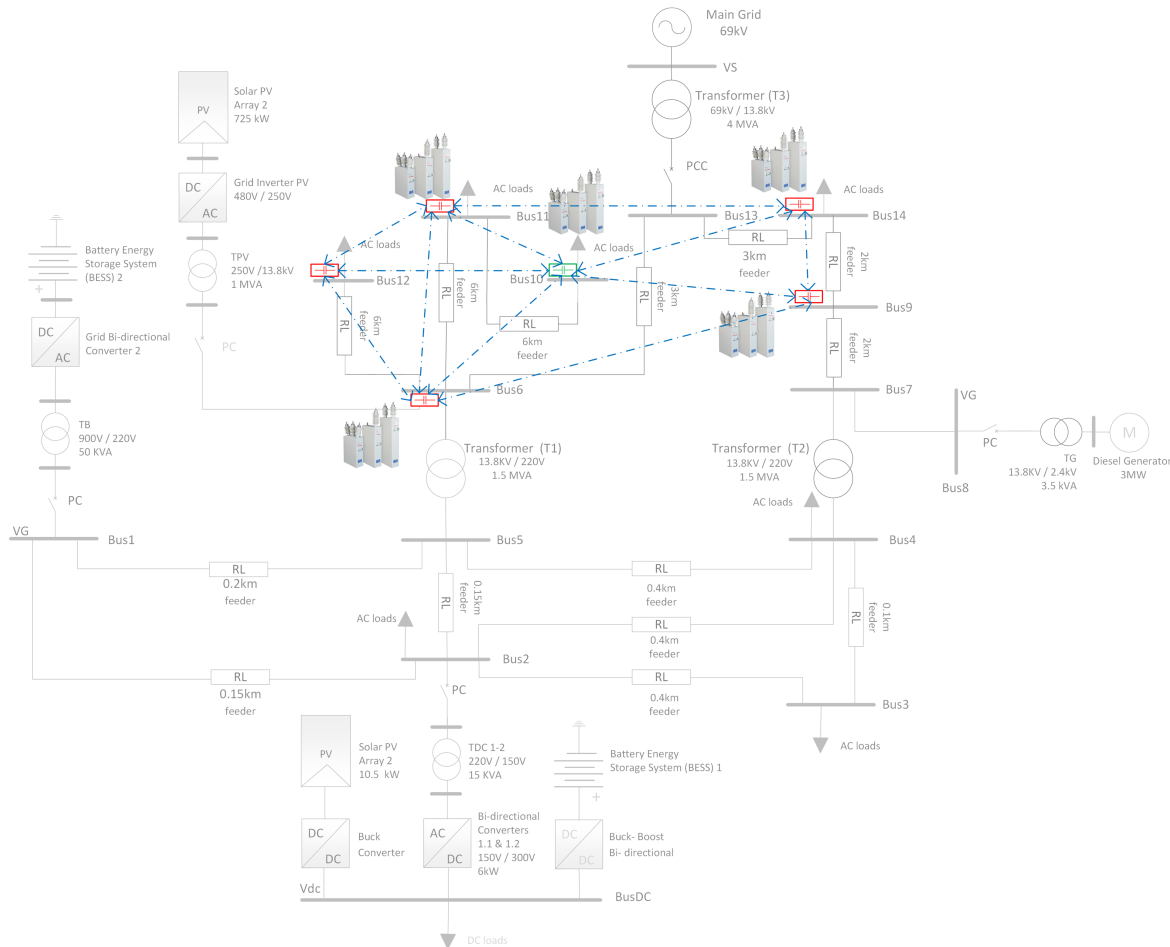 Main Grid
69kV
VS
Transformer (T3)
69kV / 13.8kV
4 MVA
PCC
Solar PV
Array 2
725 kW
PV
DC
AC
Grid Inverter PV
480V / 250V
TPV
250V /13.8kV
1 MVA
PC
Battery Energy
Storage System
(BESS) 2
+
DC
AC
Grid Bi-directional
Converter 2
TB
900V / 220V
50 KVA
PC
VG
Bus1
AC loads
Bus11
AC loads
Bus12
AC loads
Bus10
Bus13
AC loads
Bus14
RL
3km
feeder
RL
2km
feeder
RL
6km
feeder
RL
3km
feeder
RL
6km
feeder
RL
6km
feeder
Bus9
RL
2km
feeder
Bus6
Bus7
VG
PC
Bus8
TG
13.8KV / 2.4kV
3.5 kVA
M
Diesel Generator
3MW
Transformer (T1)
13.8KV / 220V
1.5 MVA
Transformer (T2)
13.8KV / 220V
1.5 MVA
AC loads
Bus5
Bus4
RL
0.2km
feeder
RL
0.4km
feeder
RL
0.15km
feeder
RL
0.1km
feeder
RL
0.4km
feeder
AC loads
Bus2
RL
0.15km
feeder
RL
0.4km
feeder
Bus3
AC loads
PC
PV
Solar PV
Array 2
10.5 kW
TDC 1-2
220V / 150V
15 KVA
Battery Energy
Storage System (BESS) 1
+
DC
DC
Buck
Converter
AC
DC
Bi-directional
Converters
1.1 & 1.2
150V / 300V
6kW
DC
DC
Buck- Boost
Bi- directional
Vdc
BusDC
DC loads